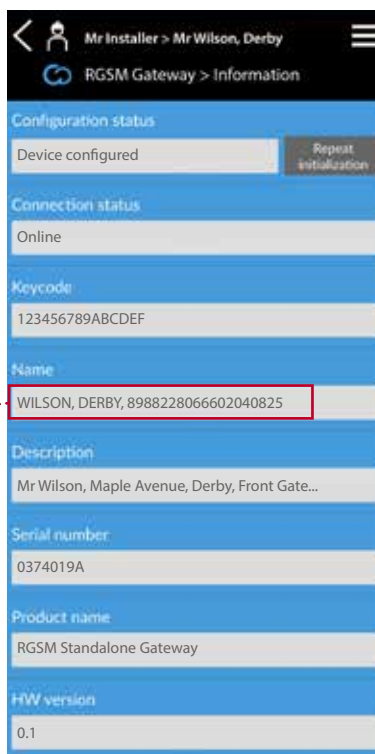 Mr Installer > Mr Wilson, Derby
RGSM Gateway > Information
Configuration status
Device configured
Repeat
initialization
Connection status
Online
Keycode
123456789ABCDEF
Name
WILSON, DERBY, 8988228066602040825
Description
Mr Wilson, Maple Avenue, Derby, Front Gate...
Serial number
0374019A
Product name
RGSM Standalone Gateway
HW version
0.1